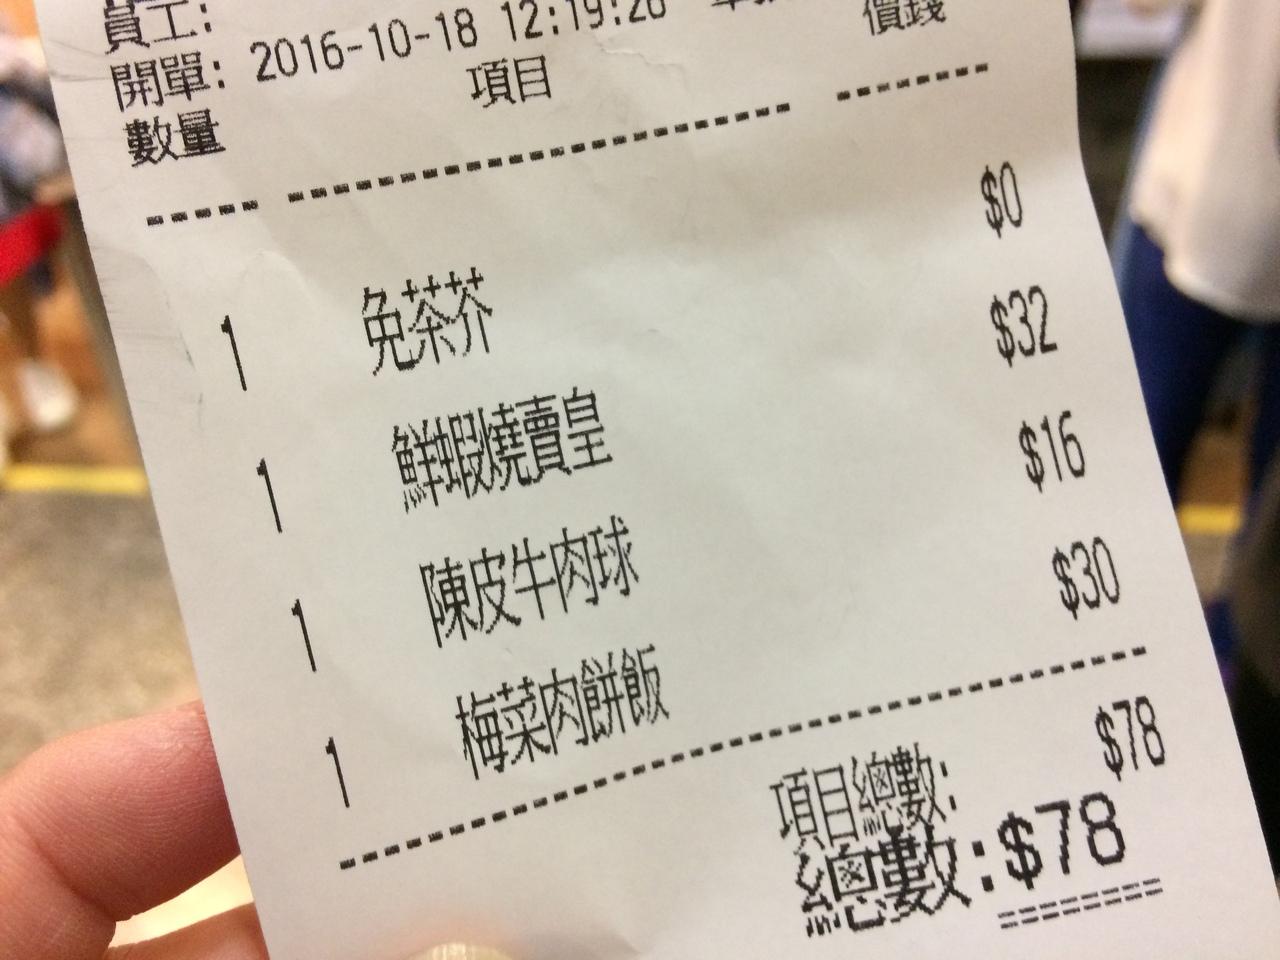 員工:
開單: 2016-10-18 12:19:26
數量 項目 價錢
1 免茶芥 $0
1 鮮蝦燒賣皇 $32
1 陳皮牛肉球 $16
1 梅菜肉餅飯 $30
項目總數: $78
總數:$78